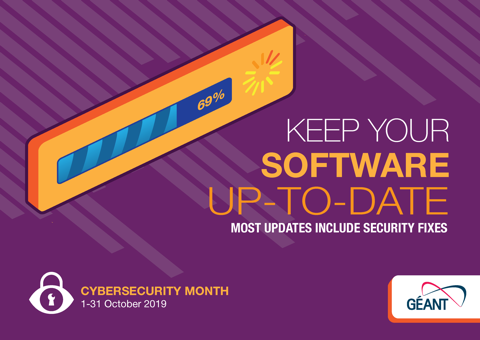 69%
KEEP YOUR
SOFTWARE
UP-TO-DATE
MOST UPDATES INCLUDE SECURITY FIXES
CYBERSECURITY MONTH
1-31 October 2019
GÉANT